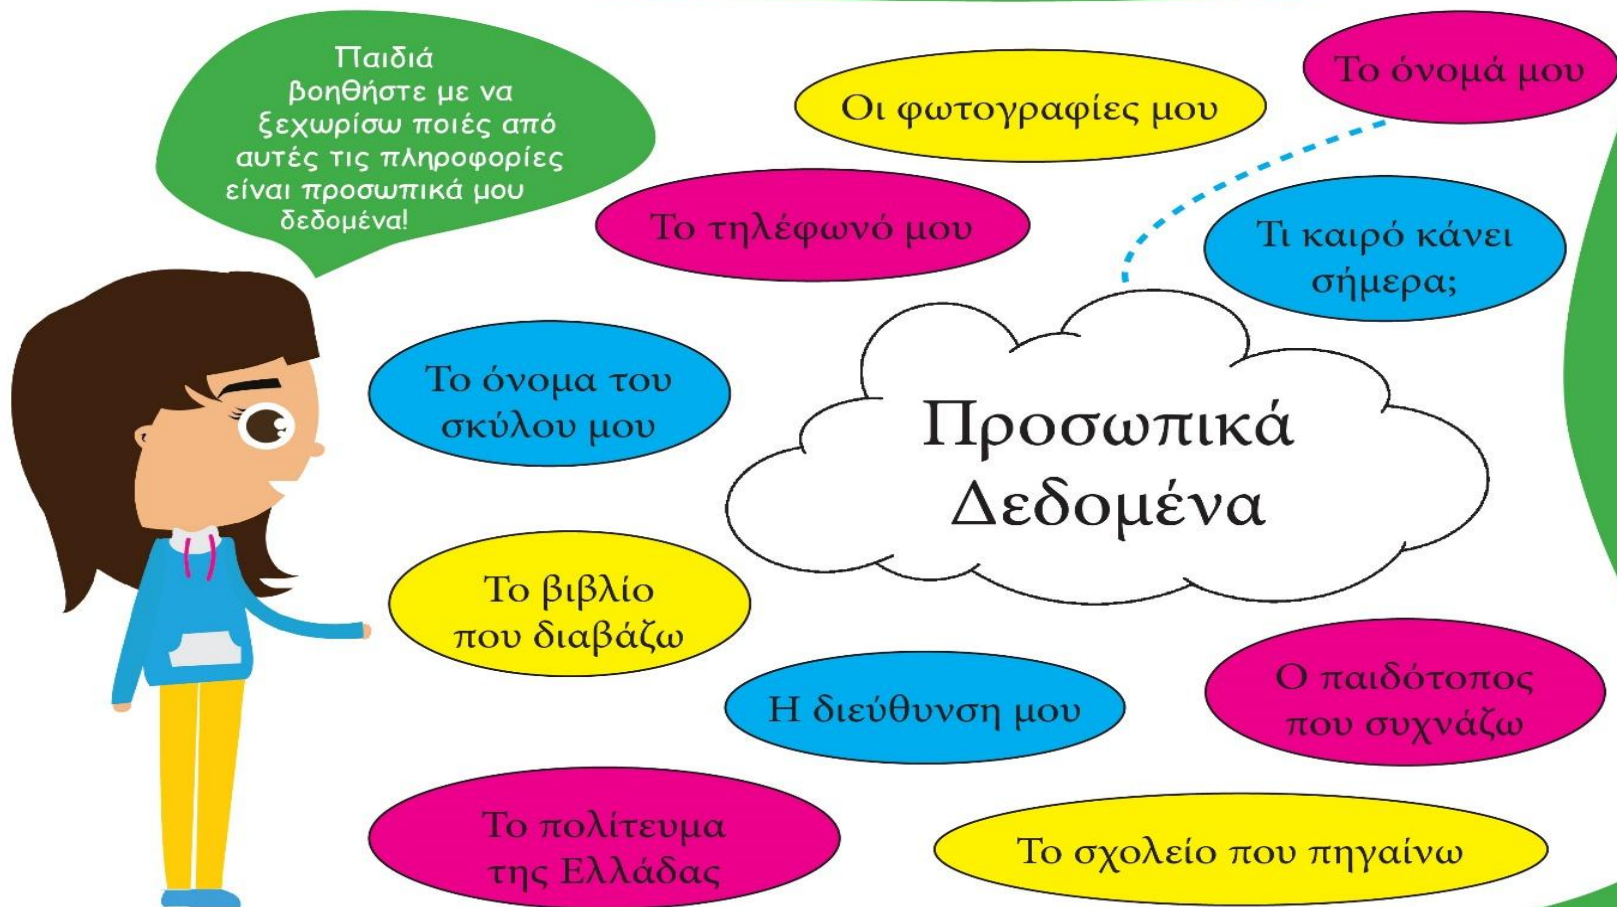 Παιδιά
βοηθήστε με να
ξεχωρίσω ποιές από
αυτές τις πληροφορίες
είναι προσωπικά μου
δεδομένα!
Οι φωτογραφίες μου
Το όνομά μου
Το τηλέφωνό μου
Τι καιρό κάνει
σήμερα;
Το όνομα του
σκύλου μου
Προσωπικά
Δεδομένα
Το βιβλίο
που διαβάζω
Η διεύθυνση μου
Ο παιδότοπος
που συχνάζω
Το πολίτευμα
της Ελλάδας
Το σχολείο που πηγαίνω